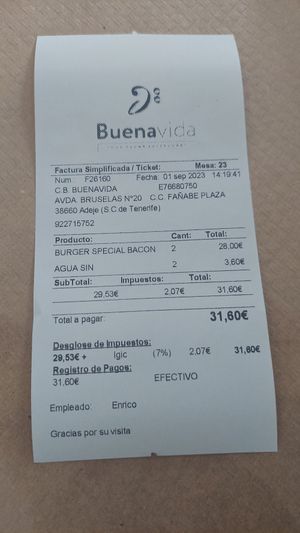 Buenavida
Factura Simplificada / Ticket: Mesa: 23
Num F26160 Fecha 01 sep 2023 14:19:41
C.B. BUENAVIDA E76680750
AVDA. BRUSELAS Nº20 C.C. FAÑABE PLAZA
38660 Adeje (S.C.de Tenerife)
922715752
Producto: Cant: Total:
BURGER SPECIAL BACON 2 28,00€
AGUA SIN 2 3,60€
SubTotal: Impuestos: Total:
29,53€ 2,07€ 31,60€
Total a pagar: 31,60€
Desglose de Impuestos:
29,53€ + Igic (7%) 2,07€ 31,60€
Registro de Pagos:
31,60€ EFECTIVO
Empleado: Enrico
Gracias por su visita